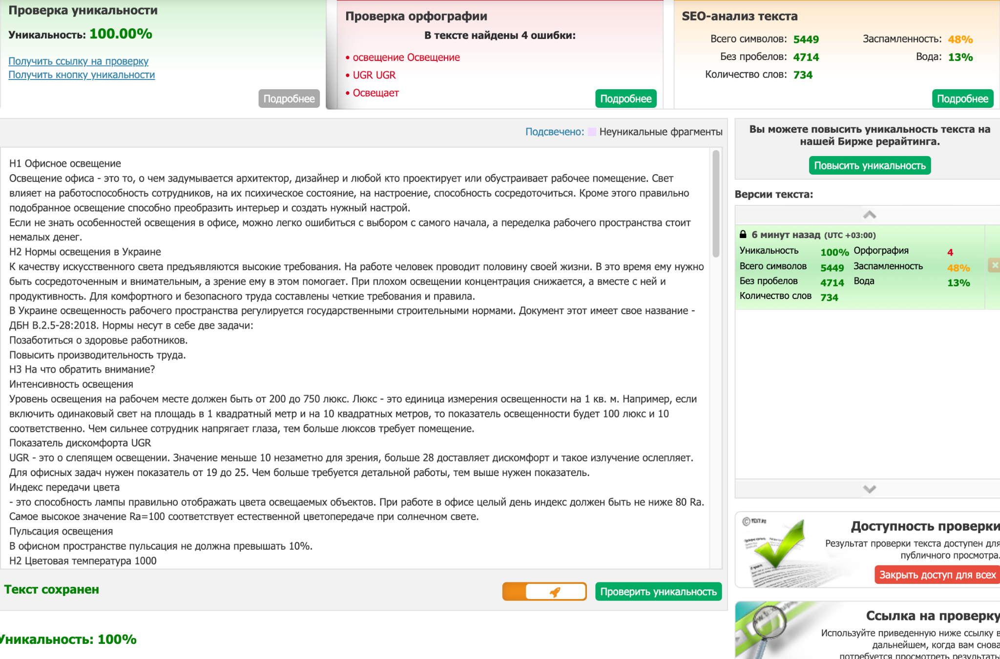 Проверка уникальности
Уникальность: 100.00%
Получить ссылку на проверку
Получить кнопку уникальности
Подробнее
Проверка орфографии
В тексте найдены 4 ошибки:
• освещение Освещение
• UGR UGR
• Освещает
Подробнее
SEO-анализ текста
Всего символов: 5449
Без пробелов: 4714
Количество слов: 734
Заспамленность: 48%
Вода: 13%
Подробнее
Подсвечено: Неуникальные фрагменты
H1 Офисное освещение
Освещение офиса - это то, о чем задумывается архитектор, дизайнер и любой кто проектирует или обустраивает рабочее помещение. Свет
влияет на работоспособность сотрудников, на их психическое состояние, на настроение, способность сосредоточиться. Кроме этого правильно
подобранное освещение способно преобразить интерьер и создать нужный настрой.
Если не знать особенностей освещения в офисе, можно легко ошибиться с выбором с самого начала, а переделка рабочего пространства стоит
немалых денег.
H2 Нормы освещения в Украине
К качеству искусственного света предъявляются высокие требования. На работе человек проводит половину своей жизни. В это время ему нужно
быть сосредоточенным и внимательным, а зрение ему в этом помогает. При плохом освещении концентрация снижается, а вместе с ней и
продуктивность. Для комфортного и безопасного труда составлены четкие требования и правила.
В Украине освещенность рабочего пространства регулируется государственными строительными нормами. Документ этот имеет свое название -
ДБН В.2.5-28:2018. Нормы несут в себе две задачи:
Позаботиться о здоровье работников.
Повысить производительность труда.
H3 На что обратить внимание?
Интенсивность освещения
Уровень освещения на рабочем месте должен быть от 200 до 750 люкс. Люкс - это единица измерения освещенности на 1 кв. м. Например, если
включить одинаковый свет на площадь в 1 квадратный метр и на 10 квадратных метров, то показатель освещенности будет 100 люкс и 10
соответственно. Чем сильнее сотрудник напрягает глаза, тем больше люксов требует помещение.
Показатель дискомфорта UGR
UGR - это о слепящем освещении. Значение меньше 10 незаметно для зрения, больше 28 доставляет дискомфорт и такое излучение ослепляет.
Для офисных задач нужен показатель от 19 до 25. Чем больше требуется детальной работы, тем выше нужен показатель.
Индекс передачи цвета
- это способность лампы правильно отображать цвета освещаемых объектов. При работе в офисе целый день индекс должен быть не ниже 80 Ra.
Самое высокое значение Ra=100 соответствует естественной цветопередаче при солнечном свете.
Пульсация освещения
В офисном пространстве пульсация не должна превышать 10%.
H2 Цветовая температура 1000
Текст сохранен
Проверить уникальность
Уникальность: 100%
Вы можете повысить уникальность текста на
нашей Бирже рерайтинга.
Повысить уникальность
Версии текста:
6 минут назад (UTC +03:00)
Уникальность 100% Орфография 4
Всего символов 5449 Заспамленность 48%
Без пробелов 4714 Вода 13%
Количество слов 734
Доступность проверки
Результат проверки текста доступен для
публичного просмотра.
Закрыть доступ для всех
Ссылка на проверку
Используйте приведенную ниже ссылку в
дальнейшем, когда вам снова
потребуется просмотреть результаты